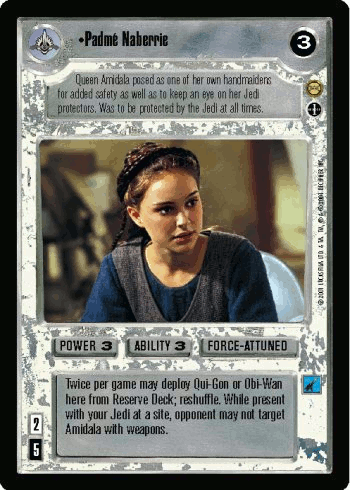 •Padmé Naberrie
3
Queen Amidala posed as one of her own handmaidens
for added safety as well as to keep an eye on her Jedi
protectors. Was to be protected by the Jedi at all times.
POWER 3
ABILITY 3
FORCE-ATTUNED
Twice per game may deploy Qui-Gon or Obi-Wan
here from Reserve Deck; reshuffle. While present
with your Jedi at a site, opponent may not target
Amidala with weapons.
2
5